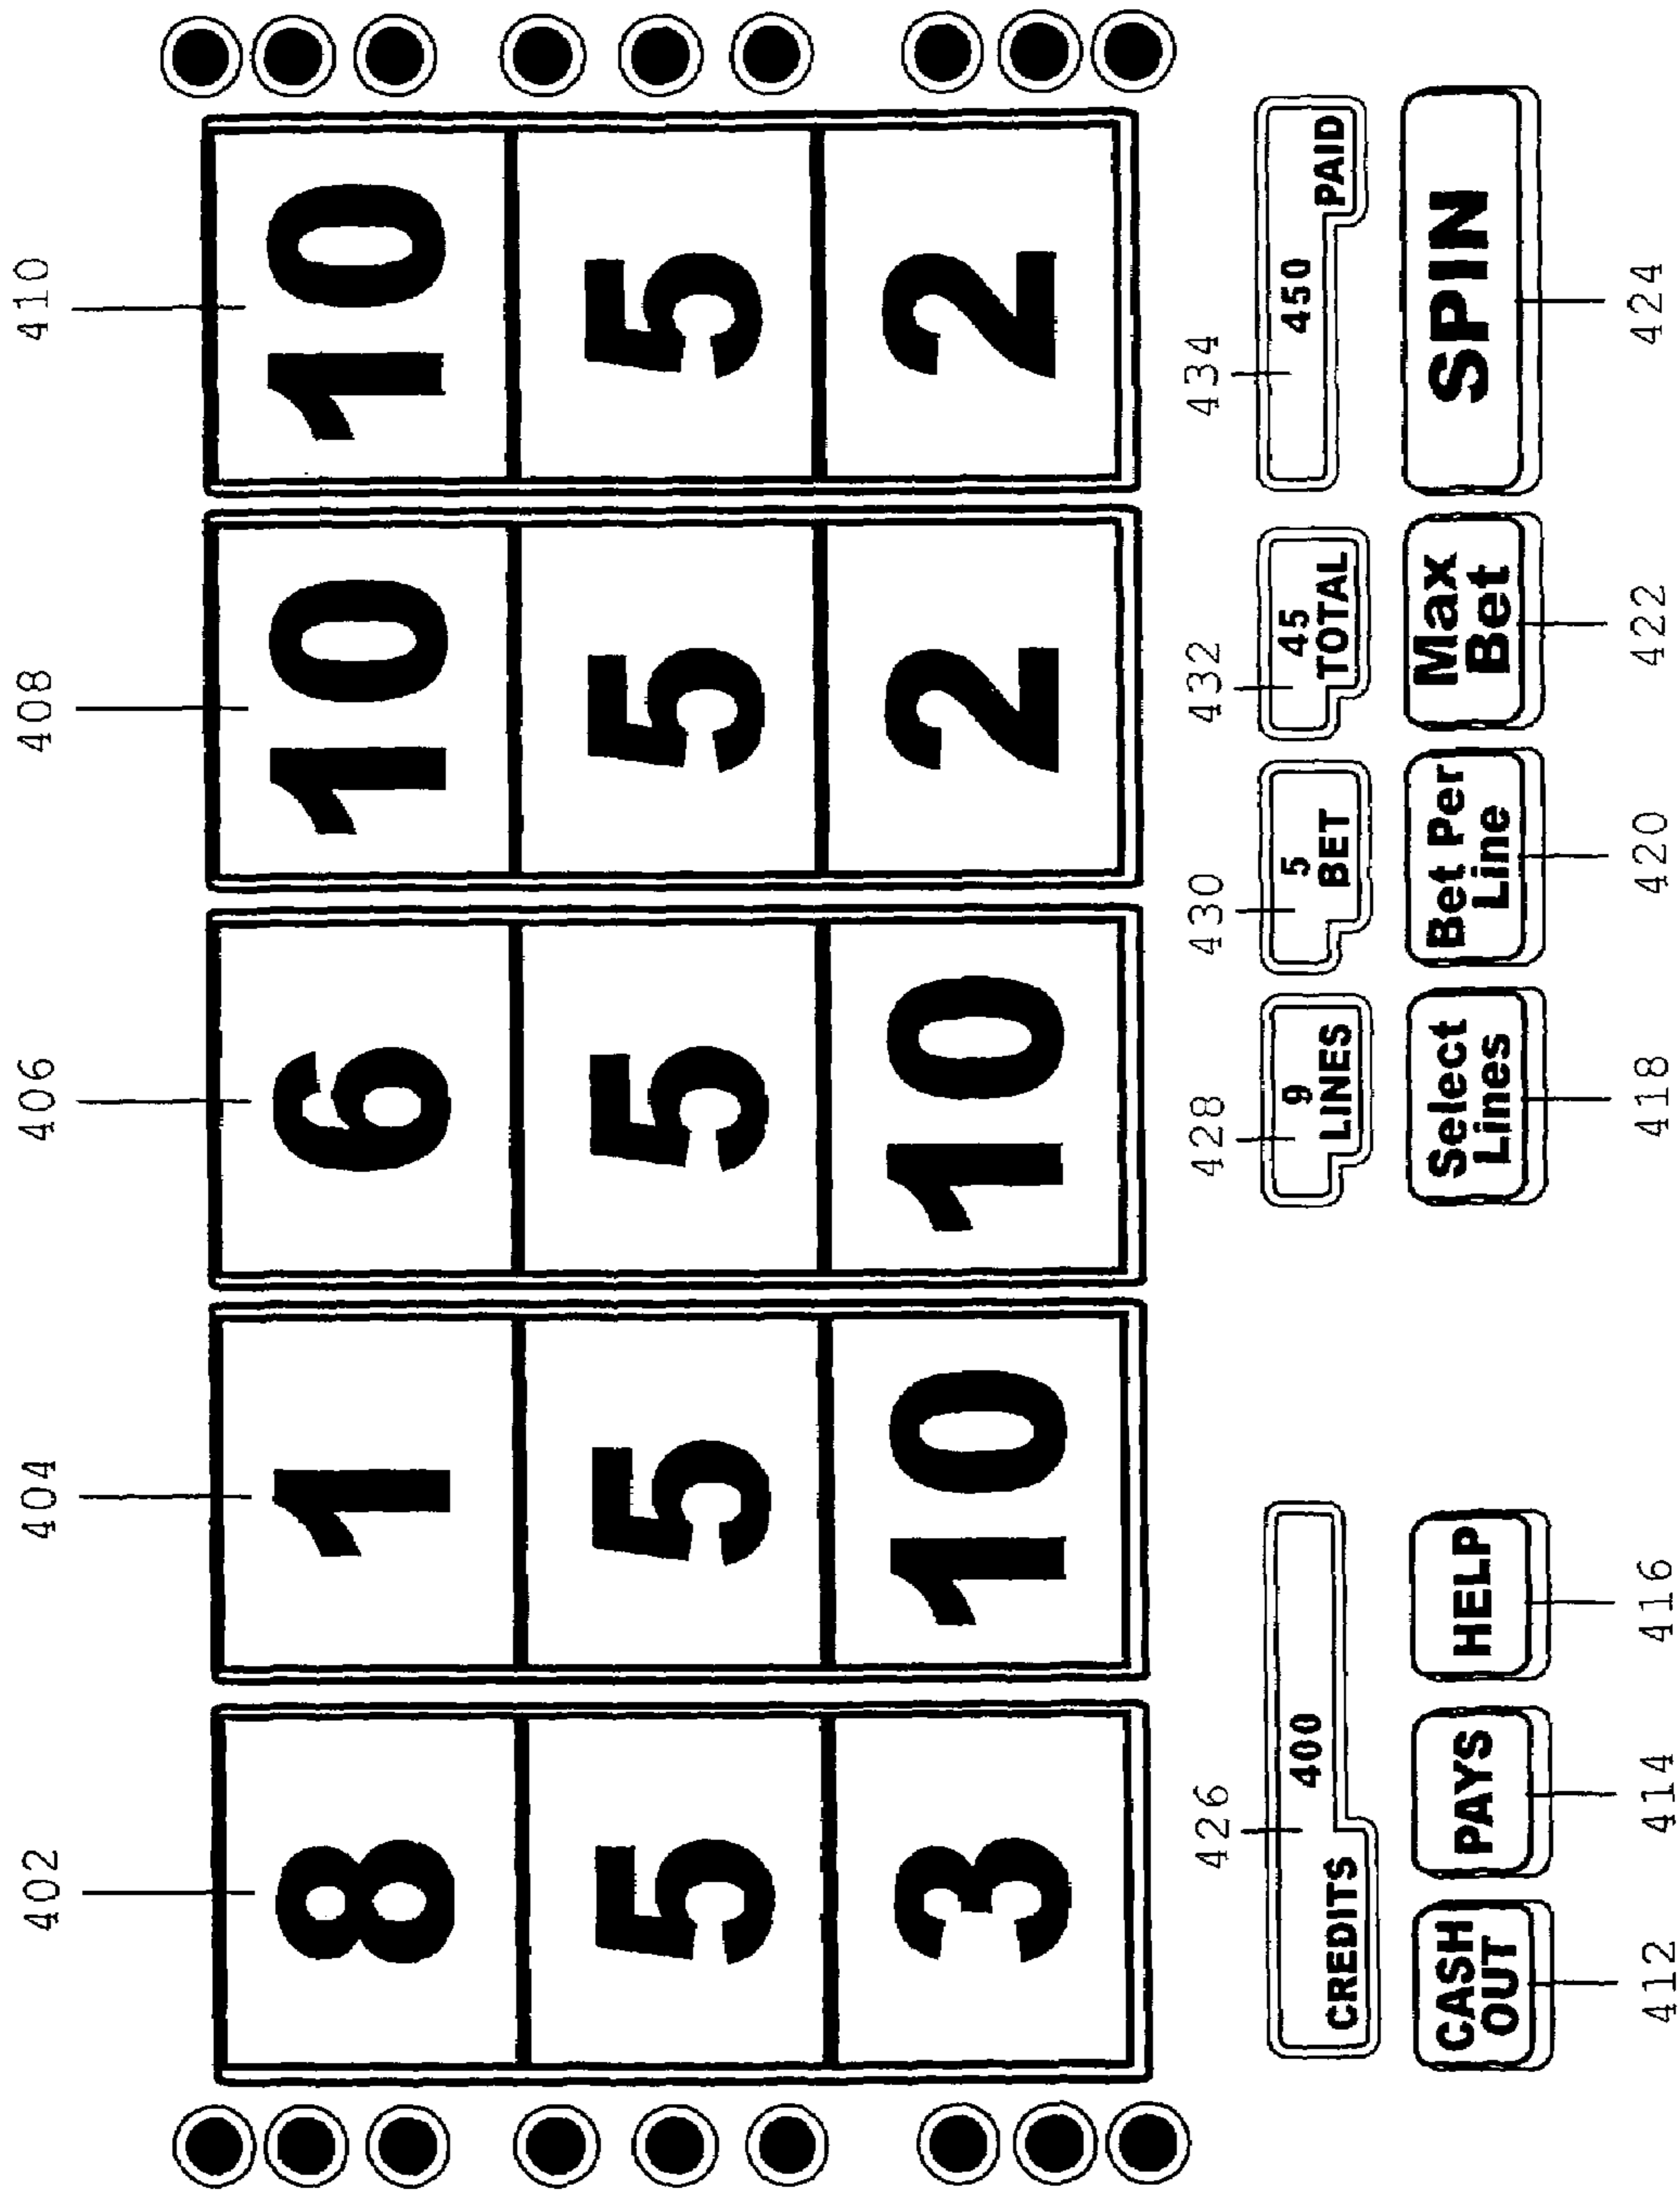 402 404 406 408 410
8 1 6 10 10
5 5 5 5 5
3 10 10 2 2
426 428 430 432 434
400 9 5 45 450
CREDITS LINES BET TOTAL PAID
CASH OUT
PAYS
HELP
Select Lines
Bet Per Line
Max Bet
SPIN
412 414 416 418 420 422 424